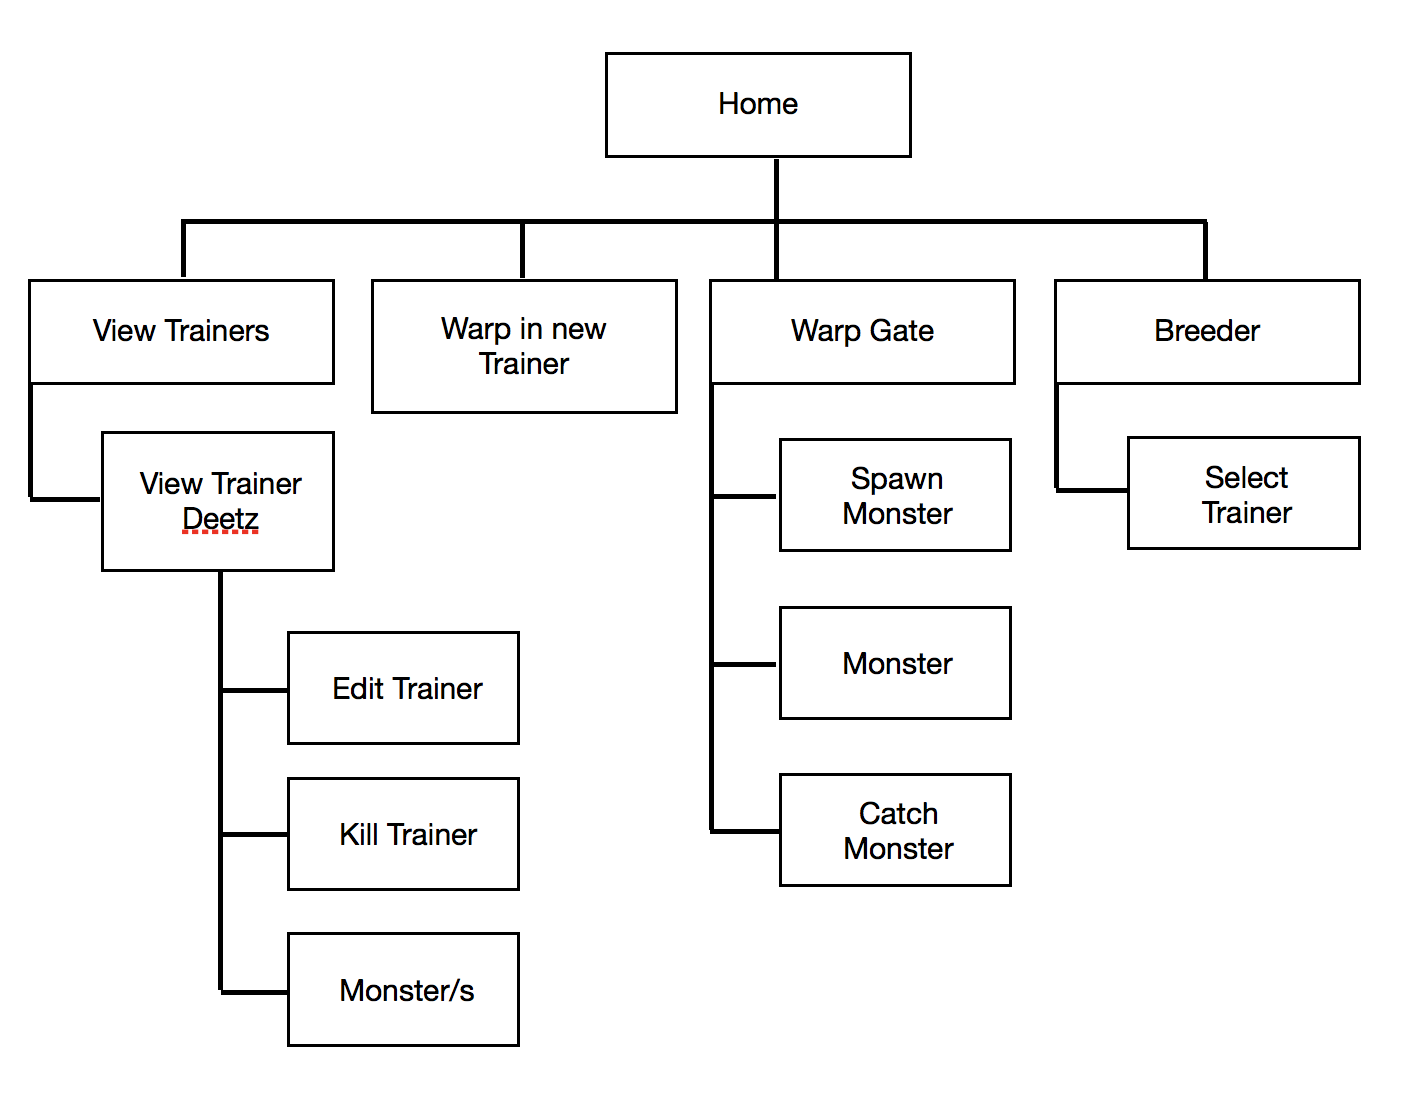 Home
View Trainers
Warp in new
Trainer
Warp Gate
Breeder
View Trainer
Deetz
Spawn
Monster
Select
Trainer
Edit Trainer
Monster
Kill Trainer
Catch
Monster
Monster/s